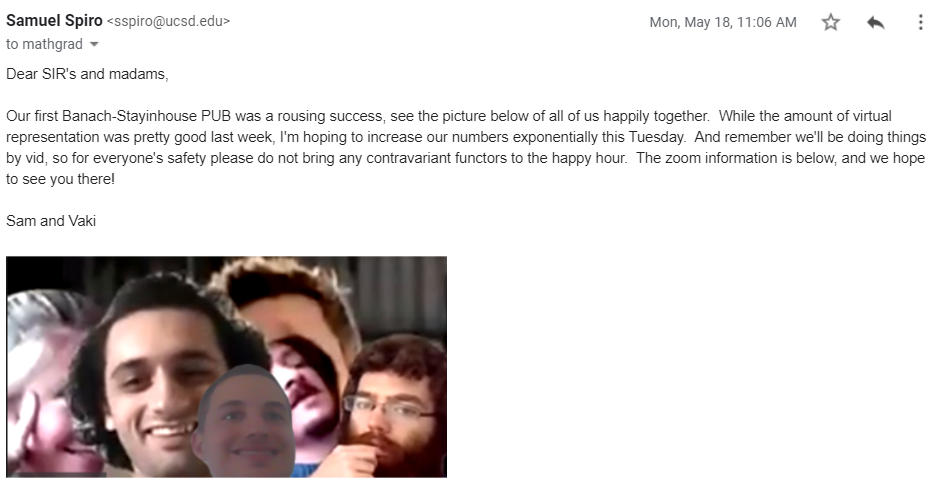 Samuel Spiro <sspiro@ucsd.edu>
Mon, May 18, 11:06 AM
to mathgrad
Dear SIR's and madams,
Our first Banach-Stayinhouse PUB was a rousing success, see the picture below of all of us happily together.  While the amount of virtual
representation was pretty good last week, I'm hoping to increase our numbers exponentially this Tuesday.  And remember we'll be doing things
by vid, so for everyone's safety please do not bring any contravariant functors to the happy hour.  The zoom information is below, and we hope
to see you there!
Sam and Vaki